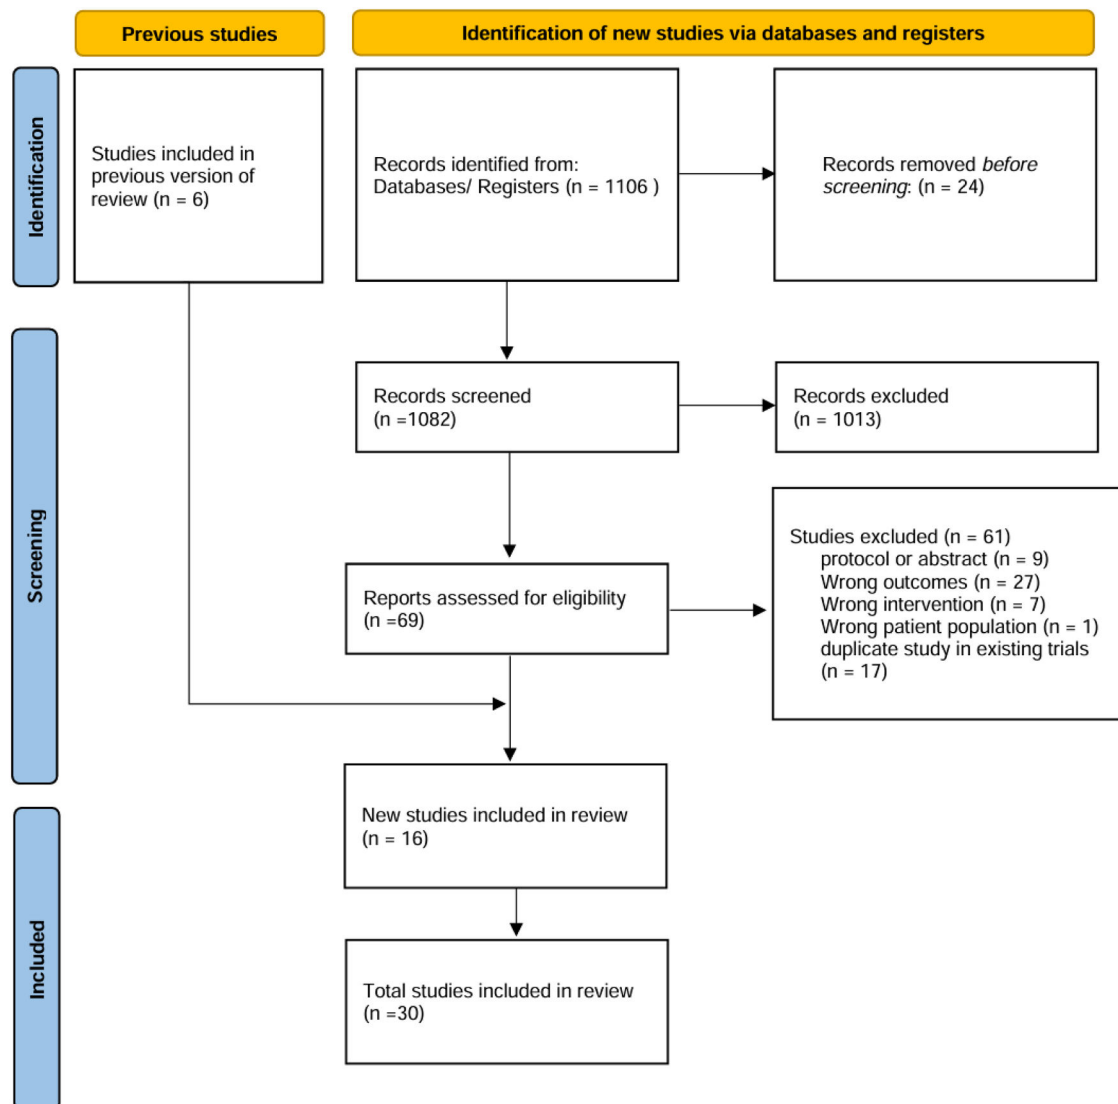 Previous studies
Identification of new studies via databases and registers
Identification
Studies included in
previous version of
review (n = 6)
Records identified from:
Databases/ Registers (n = 1106 )
Records removed before
screening: (n = 24)
Screening
Records screened
(n =1082)
Records excluded
(n = 1013)
Reports assessed for eligibility
(n =69)
Studies excluded (n = 61)
protocol or abstract (n = 9)
Wrong outcomes (n = 27)
Wrong intervention (n = 7)
Wrong patient population (n = 1)
duplicate study in existing trials
(n = 17)
New studies included in review
(n = 16)
Included
Total studies included in review
(n =30)